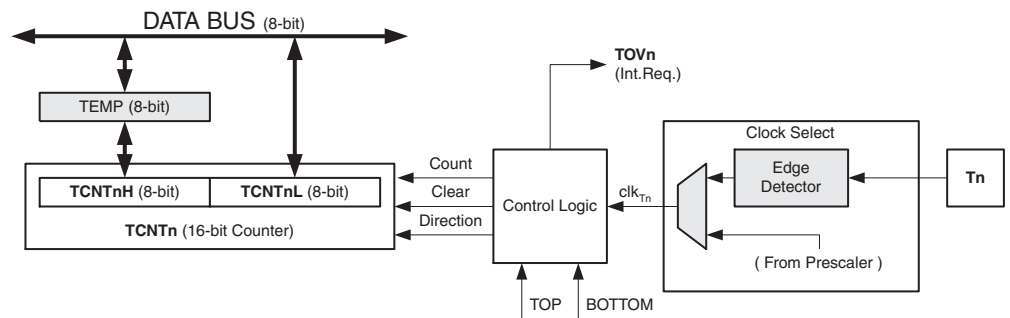 DATA BUS (8-bit)
TOVn
(Int.Req.)
TEMP (8-bit)
Clock Select
Count
Edge
Detector
Tn
TCNTnH (8-bit) TCNTnL (8-bit)
Clear
Control Logic
clkTn
TCNTn (16-bit Counter)
Direction
( From Prescaler )
TOP
BOTTOM